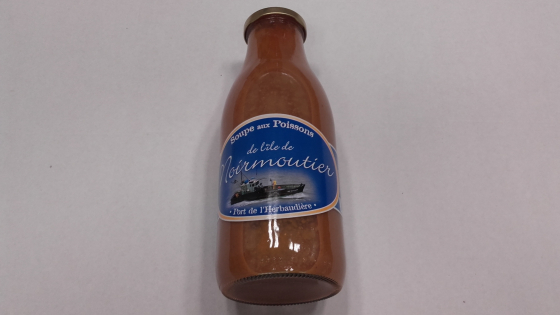 Soupe aux Poissons
de l'île de
Noirmoutier
• Port de l'Herbaudière •